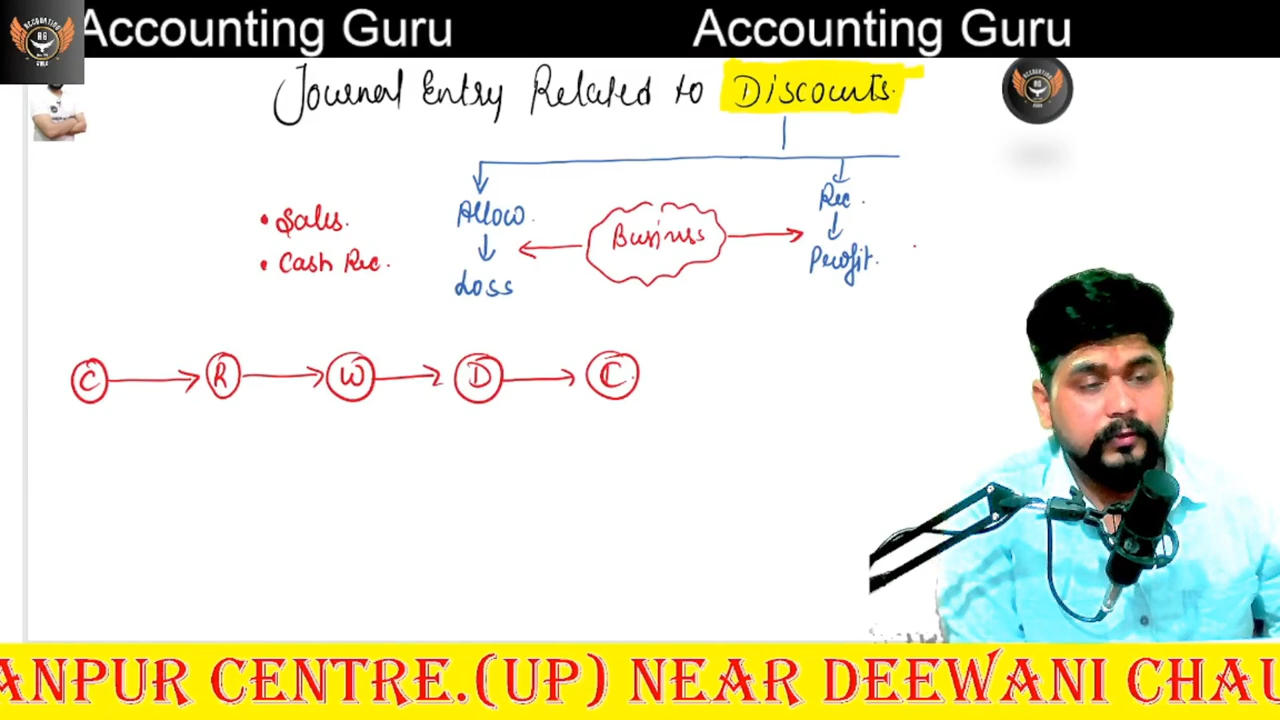 Accounting Guru Accounting Guru
Journal Entry Related to Discounts.
Allow.
Rec.
• Sales.
Business
• Cash Rec.
Profit.
Loss
C R W D C
ANPUR CENTRE.(UP) NEAR DEEWANI CHAU